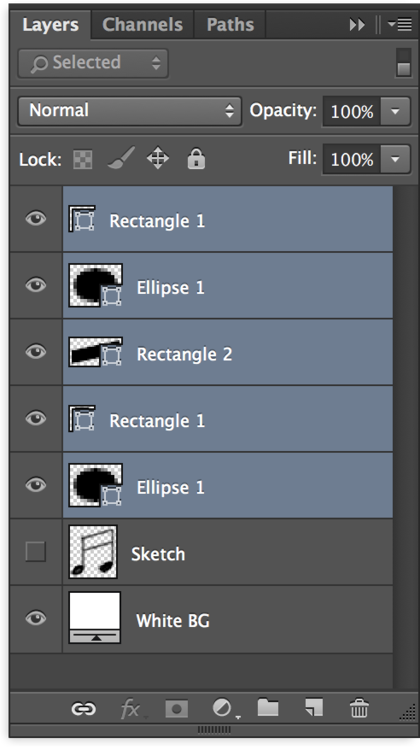 Layers Channels Paths
Selected
Normal Opacity: 100%
Lock: Fill: 100%
Rectangle 1
Ellipse 1
Rectangle 2
Rectangle 1
Ellipse 1
Sketch
White BG
fx